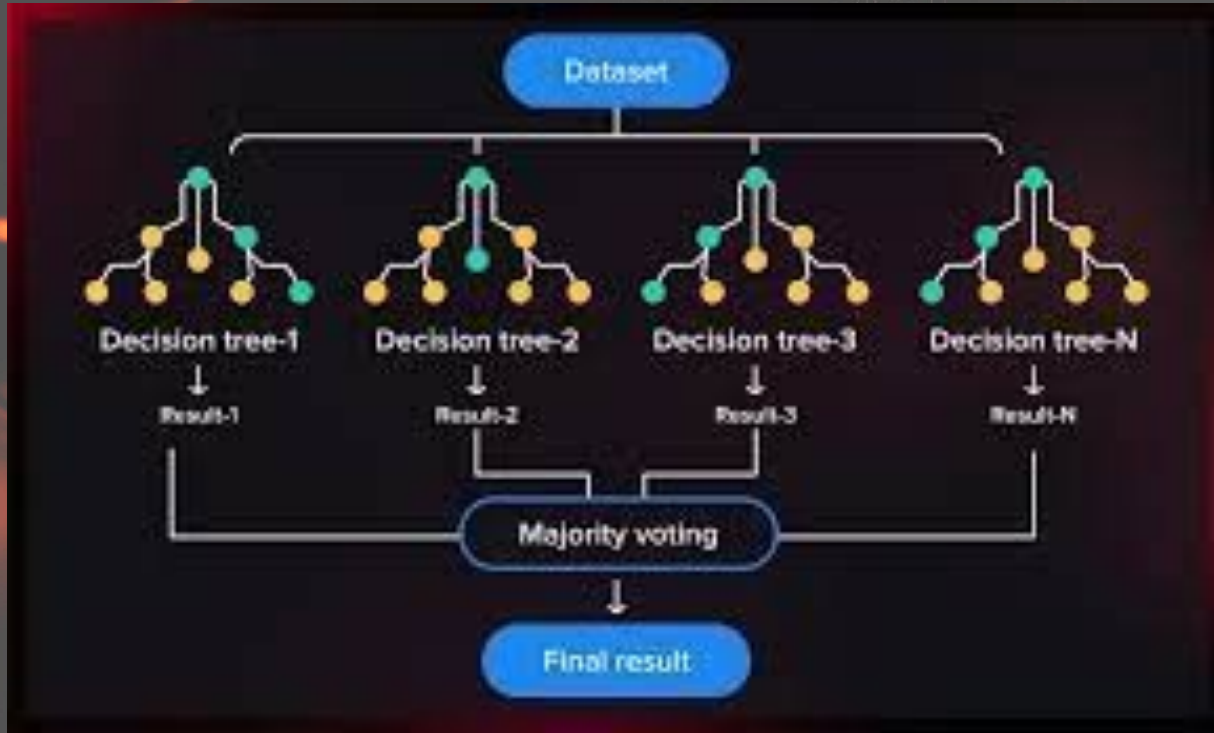 Dataset
Decision tree-1
Decision tree-2
Decision tree-3
Decision tree-N
Result-1
Result-2
Result-3
Result-N
Majority voting
Final result